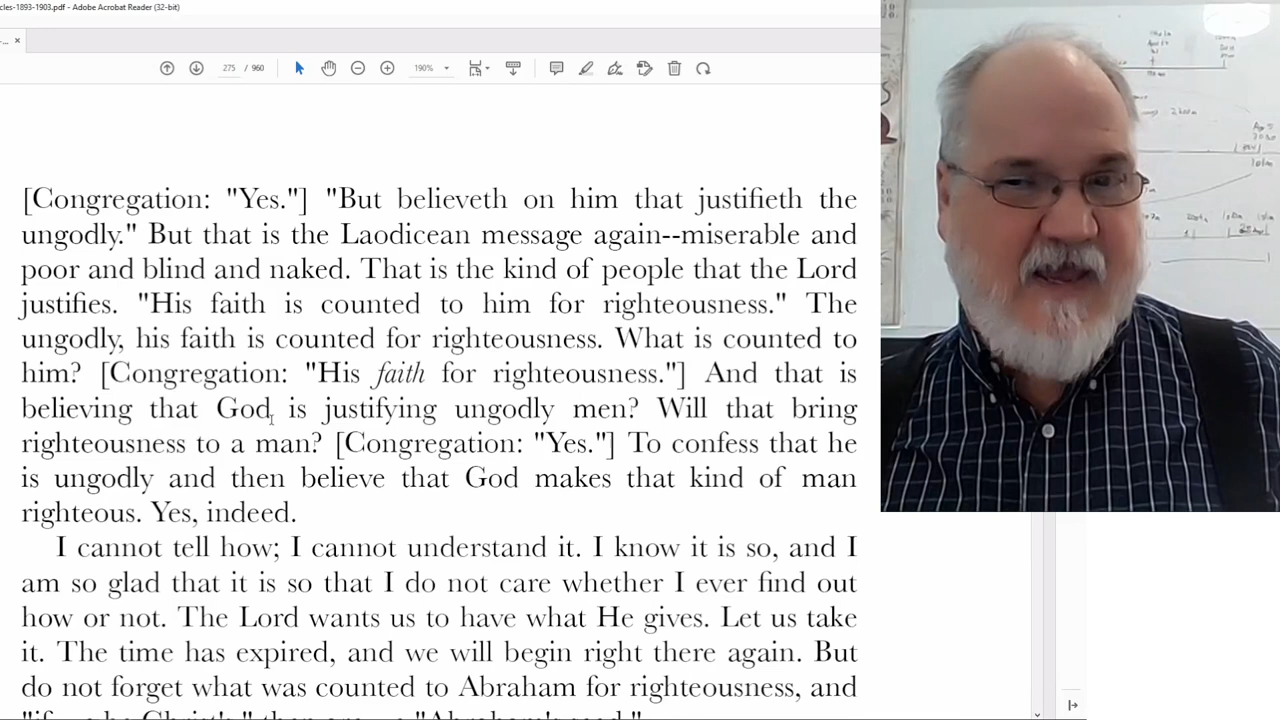 cles-1893-1903.pdf - Adobe Acrobat Reader (32-bit)
275 / 960
190%
[Congregation: "Yes."] "But believeth on him that justifieth the
ungodly." But that is the Laodicean message again--miserable and
poor and blind and naked. That is the kind of people that the Lord
justifies. "His faith is counted to him for righteousness." The
ungodly, his faith is counted for righteousness. What is counted to
him? [Congregation: "His faith for righteousness."] And that is
believing that God is justifying ungodly men? Will that bring
righteousness to a man? [Congregation: "Yes."] To confess that he
is ungodly and then believe that God makes that kind of man
righteous. Yes, indeed.
I cannot tell how; I cannot understand it. I know it is so, and I
am so glad that it is so that I do not care whether I ever find out
how or not. The Lord wants us to have what He gives. Let us take
it. The time has expired, and we will begin right there again. But
do not forget what was counted to Abraham for righteousness, and
"if we be Christ's," then are we "Abraham's seed."